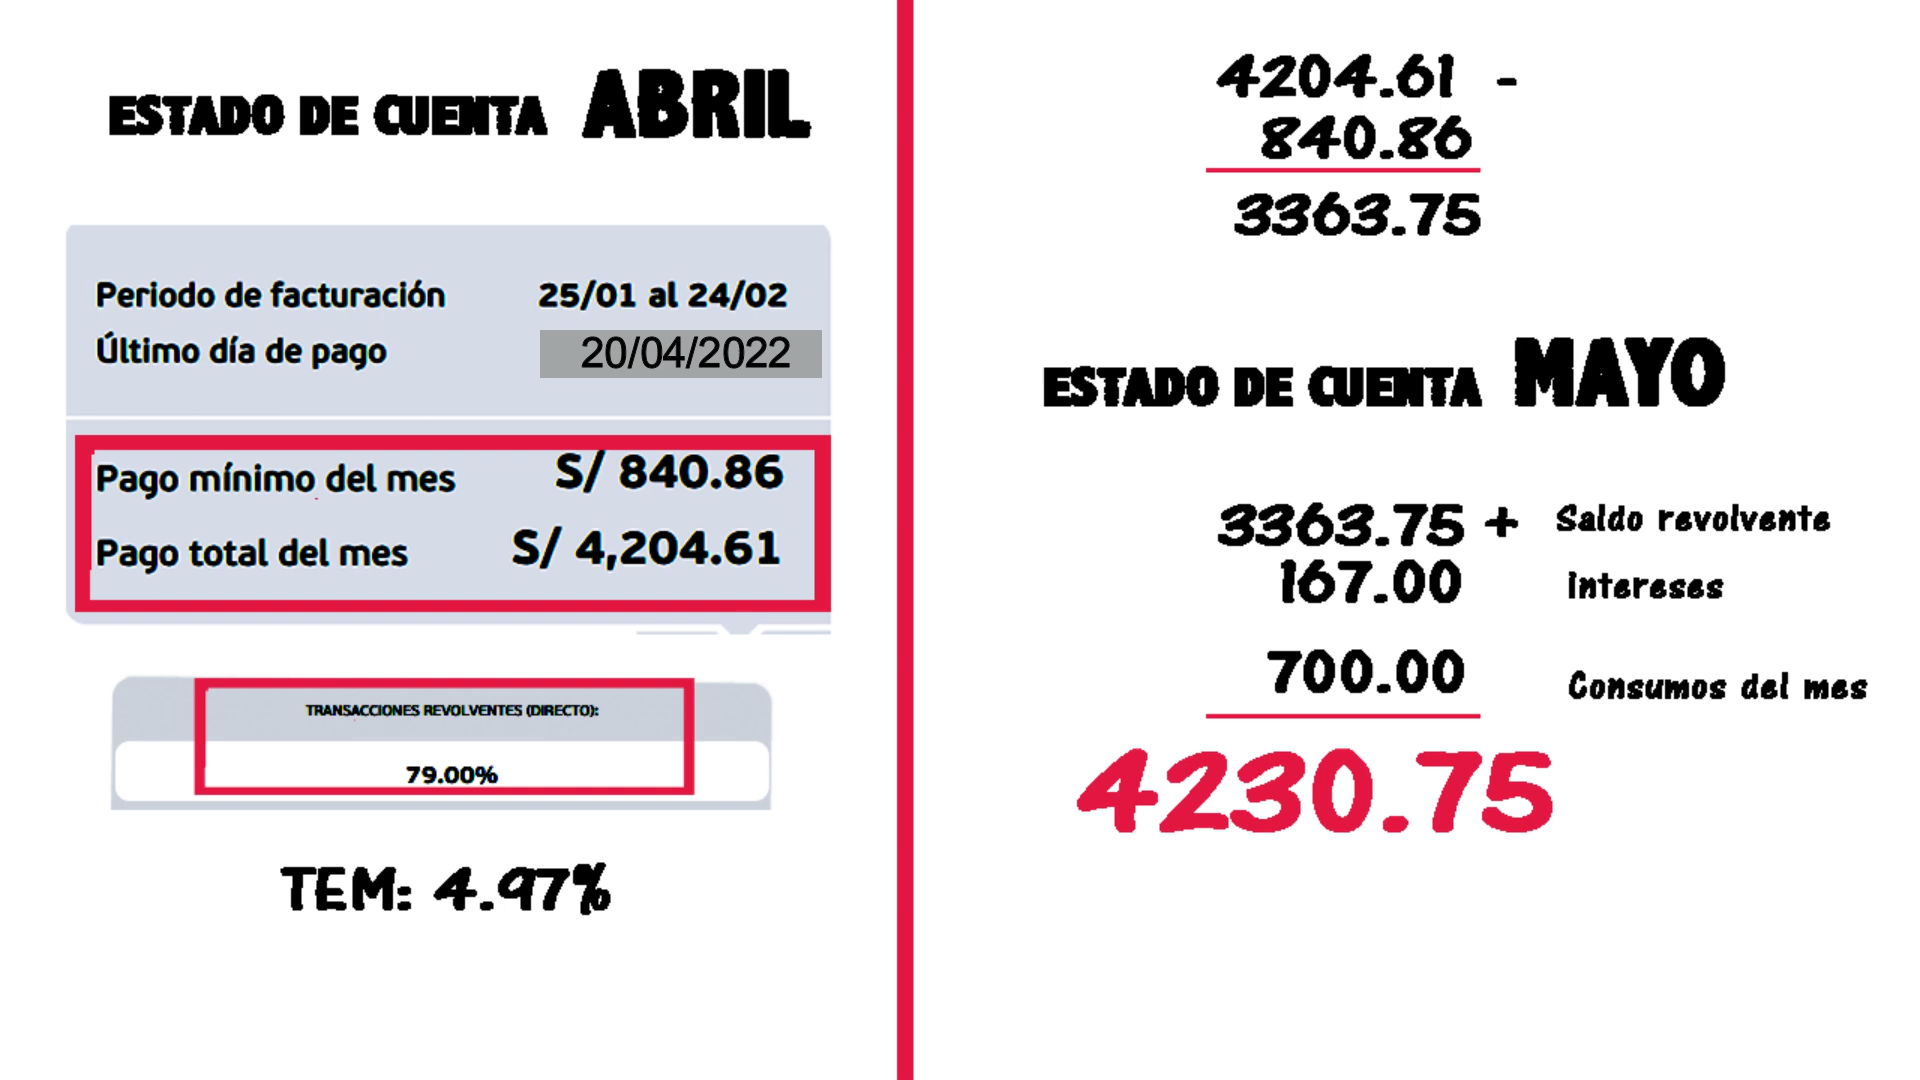 ESTADO DE CUENTA ABRIL
Periodo de facturación 25/01 al 24/02
Último día de pago 20/04/2022
Pago mínimo del mes S/ 840.86
Pago total del mes S/ 4,204.61
TRANSACCIONES REVOLVENTES (DIRECTO):
79.00%
TEM: 4.97%
4204.61 -
840.86
3363.75
ESTADO DE CUENTA MAYO
3363.75 + Saldo revolvente
167.00 intereses
700.00 Consumos del mes
4230.75